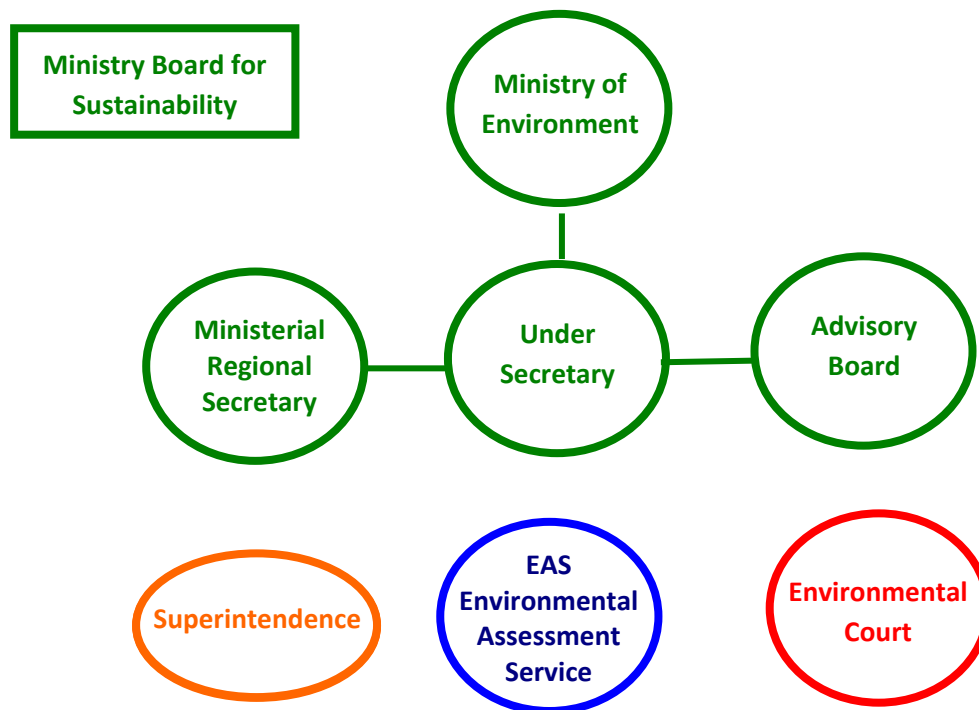 Ministry Board for
Sustainability
Ministry of
Environment
Ministerial
Regional
Secretary
Under
Secretary
Advisory
Board
Superintendence
EAS
Environmental
Assessment
Service
Environmental
Court